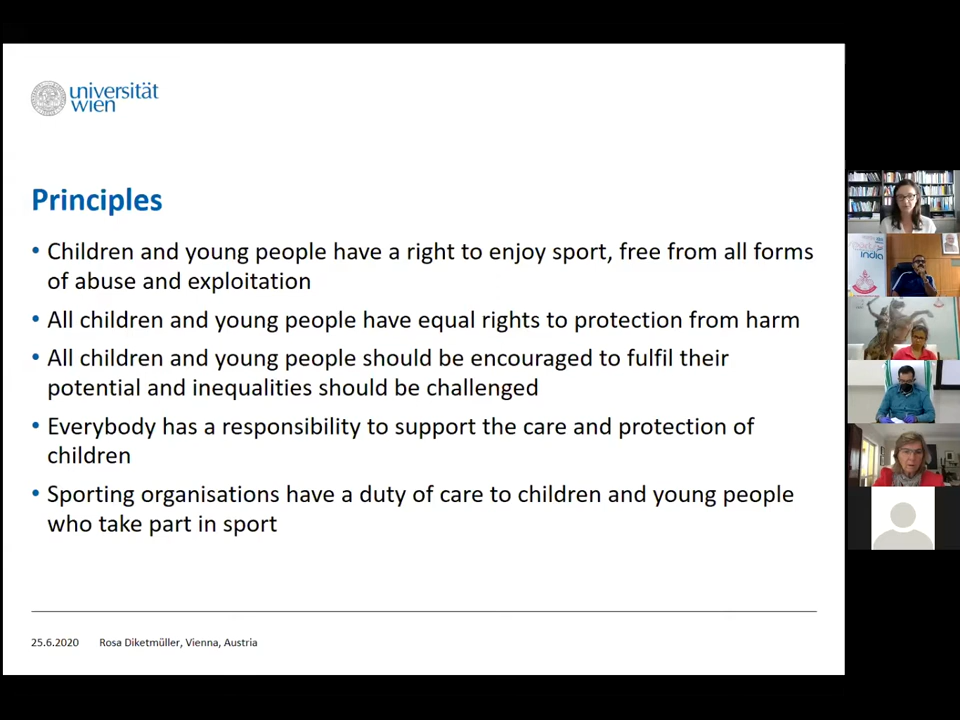 universität
wien
Principles
• Children and young people have a right to enjoy sport, free from all forms
of abuse and exploitation
• All children and young people have equal rights to protection from harm
• All children and young people should be encouraged to fulfil their
potential and inequalities should be challenged
• Everybody has a responsibility to support the care and protection of
children
• Sporting organisations have a duty of care to children and young people
who take part in sport
25.6.2020 Rosa Diketmüller, Vienna, Austria
India